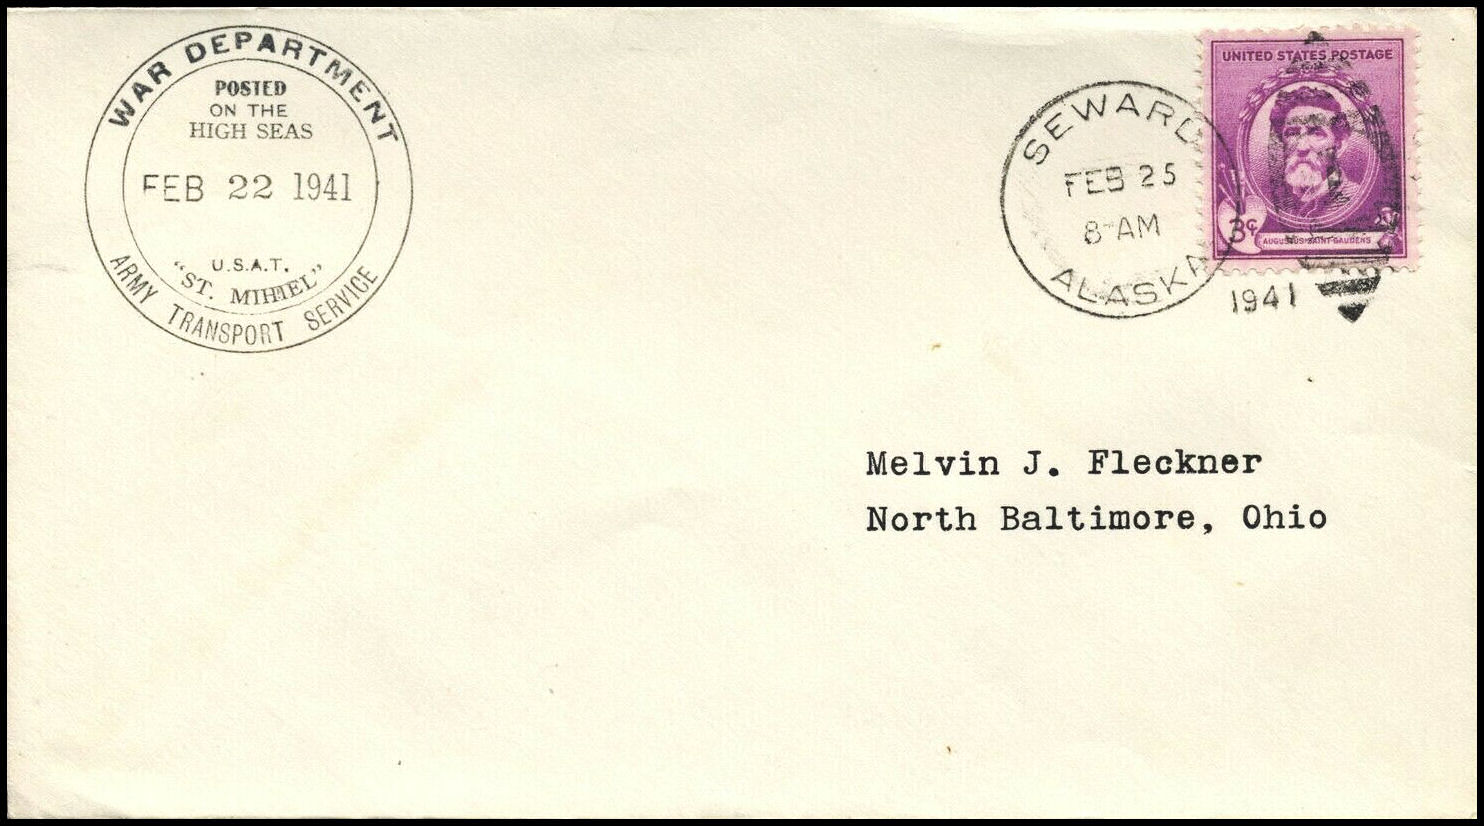 WAR DEPARTMENT
POSTED
ON THE
HIGH SEAS
FEB 22 1941
U.S.A.T.
"ST. MIHIEL"
ARMY TRANSPORT SERVICE
SEWARD
FEB 25
8-AM
ALASKA
1941
UNITED STATES POSTAGE
3¢
AUGUSTUS SAINT-GAUDENS
Melvin J. Fleckner
North Baltimore, Ohio